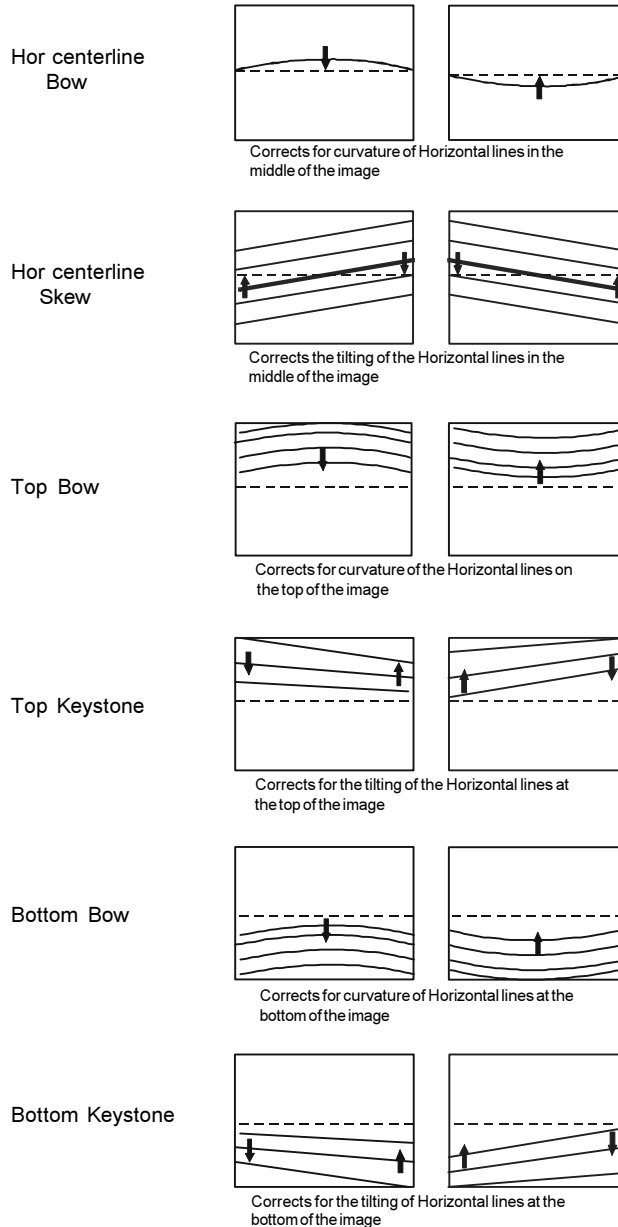 Hor centerline
Bow
Corrects for curvature of Horizontal lines in the
middle of the image
Hor centerline
Skew
Corrects the tilting of the Horizontal lines in the
middle of the image
Top Bow
Corrects for curvature of the Horizontal lines on
the top of the image
Top Keystone
Corrects for the tilting of the Horizontal lines at
the top of the image
Bottom Bow
Corrects for curvature of Horizontal lines at the
bottom of the image
Bottom Keystone
Corrects for the tilting of Horizontal lines at the
bottom of the image